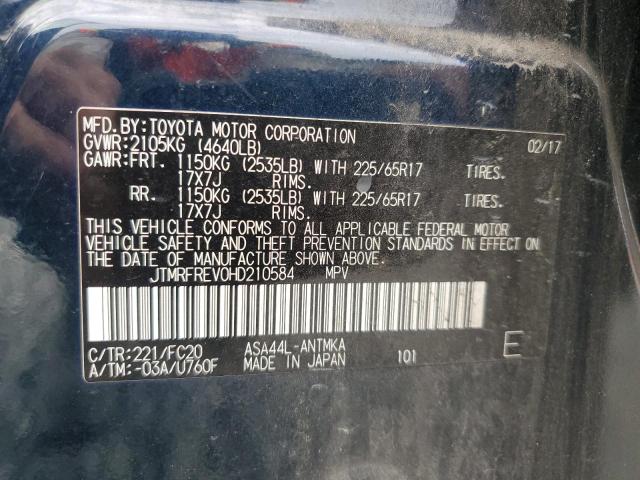 MFD.BY:TOYOTA MOTOR CORPORATION 02/17
GVWR:2105KG (4640LB)
GAWR:FRT. 1150KG (2535LB) WITH 225/65R17 TIRES.
17X7J RIMS.
RR. 1150KG (2535LB) WITH 225/65R17 TIRES.
17X7J RIMS.
THIS VEHICLE CONFORMS TO ALL APPLICABLE FEDERAL MOTOR
VEHICLE SAFETY AND THEFT PREVENTION STANDARDS IN EFFECT ON
THE DATE OF MANUFACTURE SHOWN ABOVE.
JTMRFREV0HD210584 MPV
C/TR:221/FC20 ASA44L-ANTMKA E
A/TM:-03A/U760F MADE IN JAPAN 101